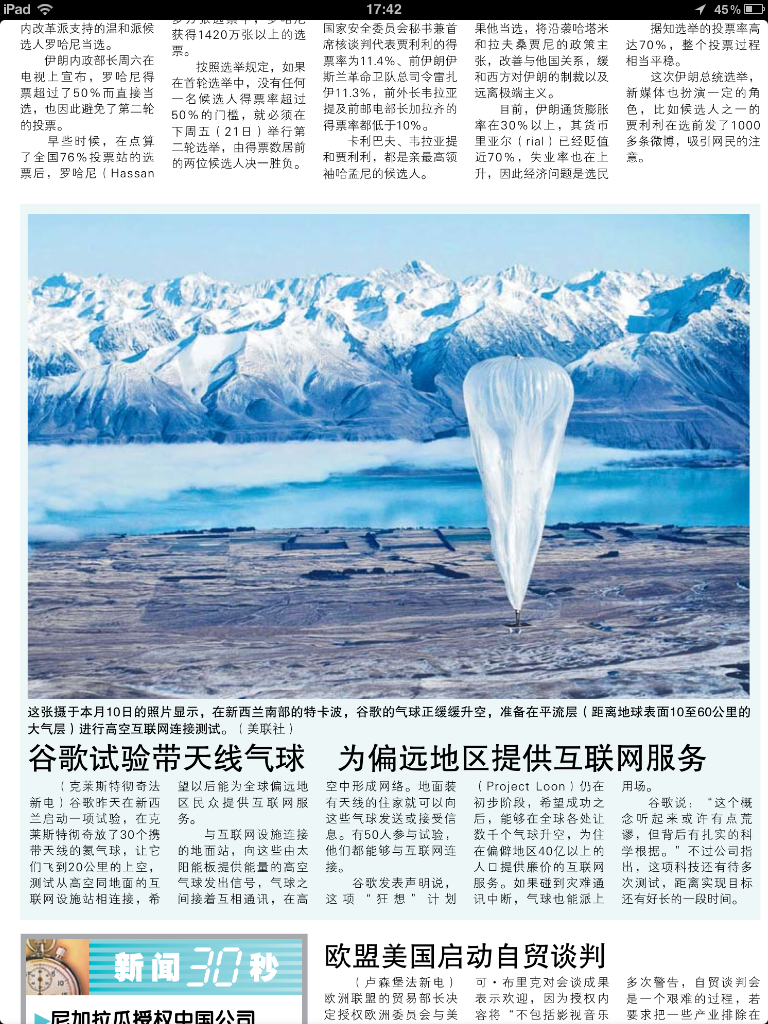 iPad
17:42
45%
内改革派支持的温和派候
选人罗哈尼当选。
伊朗内政部长周六在
电视上宣布，罗哈尼得
票超过了50%而直接当
选，也因此避免了第二轮
的投票。
早些时候，在点算
了全国76%投票站的选
票后，罗哈尼（Hassan
获得1420万张以上的选
票。
按照选举规定，如果
在首轮选举中，没有任何
一名候选人得票率超过
50%的门槛，就必须在
下周五（21日）举行第
二轮选举，由得票数居前
的两位候选人决一胜负。
国家安全委员会秘书兼首
席核谈判代表贾利利的得
票率为11.4%、前伊朗伊
斯兰革命卫队总司令雷扎
伊11.3%，前外长韦拉亚
提及前邮电部长加拉齐的
得票率都低于10%。
卡利巴夫、韦拉亚提
和贾利利，都是亲最高领
袖哈孟尼的候选人。
果他当选，将沿袭哈塔米
和拉夫桑贾尼的政策主
张，改善与他国关系，缓
和西方对伊朗的制裁以及
远离极端主义。
目前，伊朗通货膨胀
率在30%以上，其货币
里亚尔（rial）已经贬值
近70%，失业率也在上
升，因此经济问题是选民
据知选举的投票率高
达70%，整个投票过程
相当平稳。
这次伊朗总统选举，
新媒体也扮演一定的角
色，比如候选人之一的
贾利利在选前发了1000
多条微博，吸引网民的注
意。
这张摄于本月10日的照片显示，在新西兰南部的特卡波，谷歌的气球正缓缓升空，准备在平流层（距离地球表面10至60公里的
大气层）进行高空互联网连接测试。（美联社）
谷歌试验带天线气球 为偏远地区提供互联网服务
（克莱斯特彻奇法
新电）谷歌昨天在新西
兰启动一项试验，在克
莱斯特彻奇放了30个携
带天线的氦气球，让它
们飞到20公里的上空，
测试从高空同地面的互
联网设施站相连接，希
望以后能为全球偏远地
区民众提供互联网服
务。
与互联网设施连接
的地面站，向这些由太
阳能板提供能量的高空
气球发出信号，气球之
间接着互相通讯，在高
空中形成网络。地面装
有天线的住家就可以向
这些气球发送或接受信
息。有50人参与试验，
他们都能够与互联网连
接。
谷歌发表声明说，
这项“狂想”计划
（Project Loon）仍在
初步阶段，希望成功之
后，能够在全球各处让
数千个气球升空，为住
在偏僻地区40亿以上的
人口提供廉价的互联网
服务。如果碰到灾难通
讯中断，气球也能派上
用场。
谷歌说：“这个概
念听起来或许有点荒
谬，但背后有扎实的科
学根据。”不过公司指
出，这项科技还有待多
次测试，距离实现目标
还有好长的一段时间。
新闻30秒
尼加拉瓜授权中国公司
欧盟美国启动自贸谈判
（卢森堡法新电）
欧洲联盟的贸易部长决
定授权欧洲委员会与美
可·布里克对会谈成果
表示欢迎，因为授权内
容将“不包括影视音乐
多次警告，自贸谈判会
是一个艰难的过程，若
要求把一些产业排除在